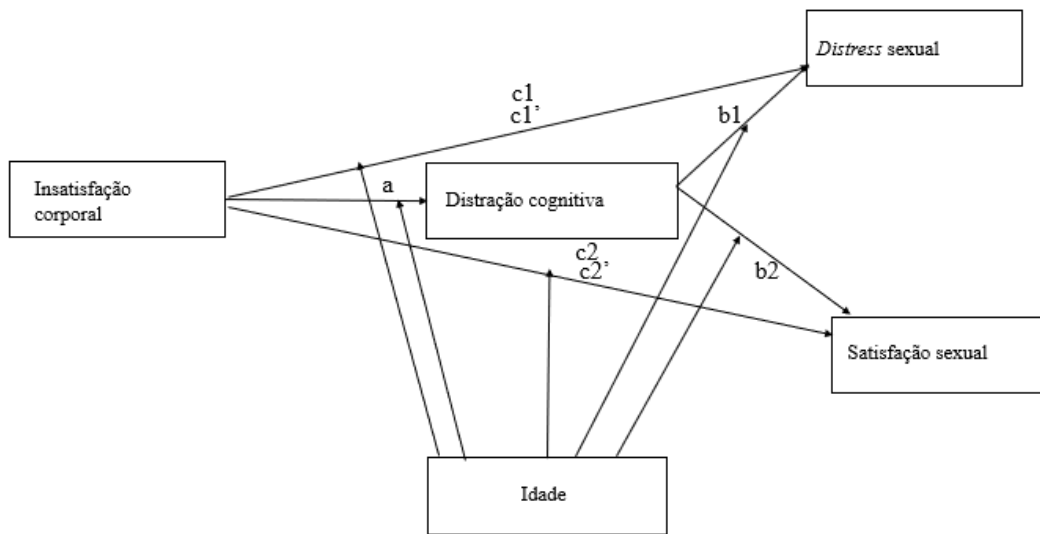 Distress sexual
c1
c1’
b1
Insatisfação
corporal
a
Distração cognitiva
c2
c2’
b2
Satisfação sexual
Idade